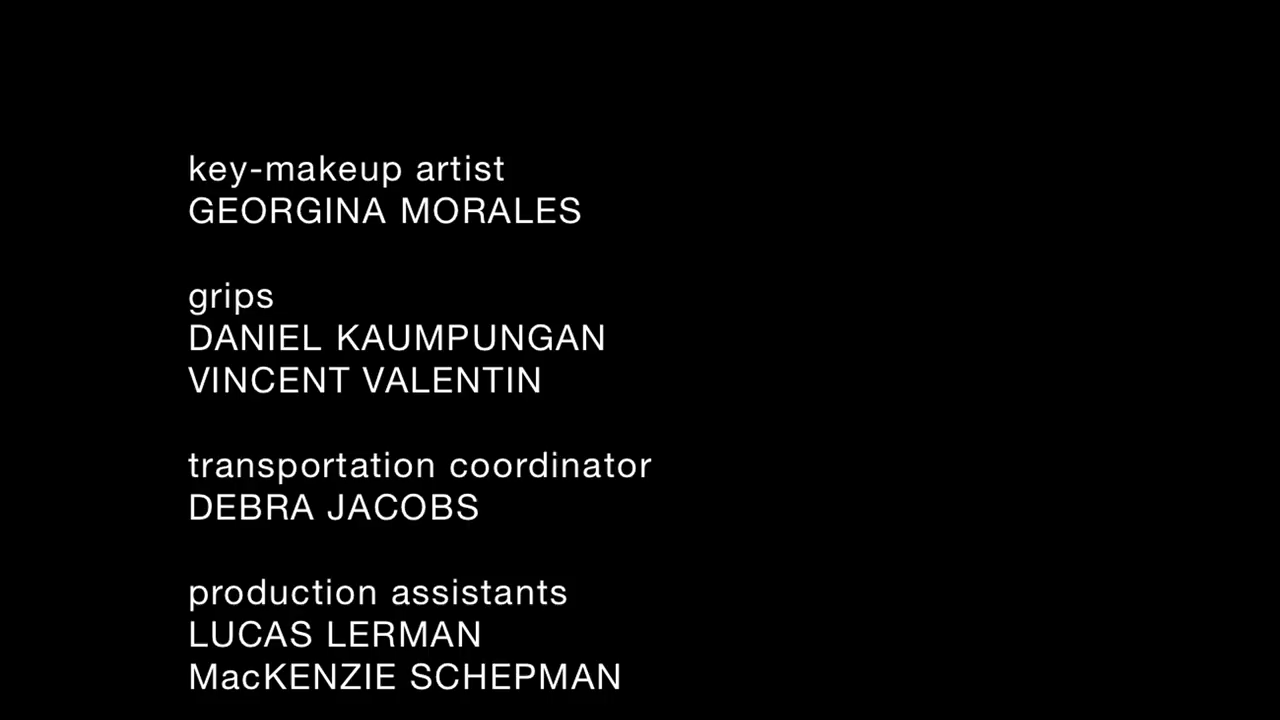 key-makeup artist
GEORGINA MORALES
grips
DANIEL KAUMPUNGAN
VINCENT VALENTIN
transportation coordinator
DEBRA JACOBS
production assistants
LUCAS LERMAN
MacKENZIE SCHEPMAN